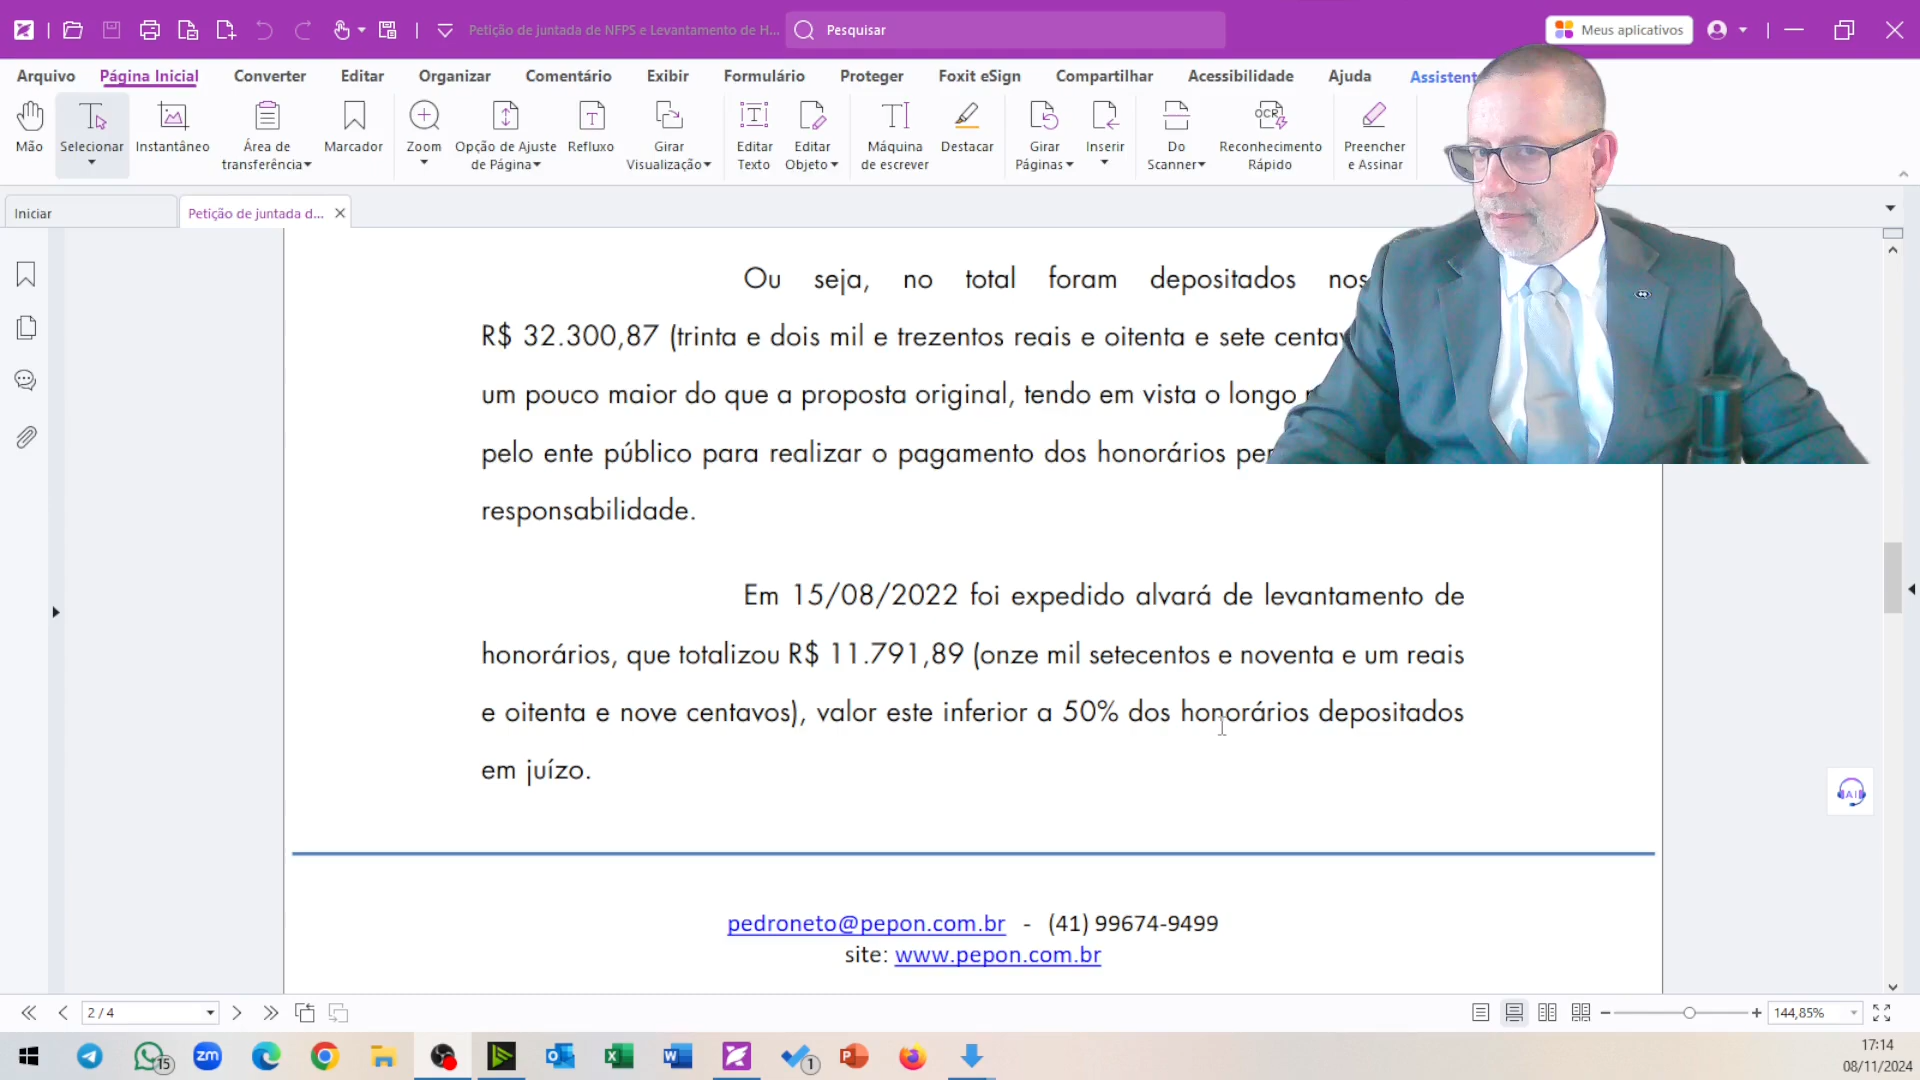 Petição de juntada de NFPS e Levantamento de H...
Pesquisar
Meus aplicativos
Arquivo
Página Inicial
Converter
Editar
Organizar
Comentário
Exibir
Formulário
Proteger
Foxit eSign
Compartilhar
Acessibilidade
Ajuda
Assistent
Mão
Selecionar
Instantâneo
Área de
transferência
Marcador
Zoom
Opção de Ajuste
de Página
Refluxo
Girar
Visualização
Editar
Texto
Editar
Objeto
Máquina
de escrever
Destacar
Girar
Páginas
Inserir
Do
Scanner
OCR
Reconhecimento
Rápido
Preencher
e Assinar
Iniciar
Petição de juntada d...
Ou seja, no total foram depositados nos
R$ 32.300,87 (trinta e dois mil e trezentos reais e oitenta e sete centav
um pouco maior do que a proposta original, tendo em vista o longo
pelo ente público para realizar o pagamento dos honorários per
responsabilidade.
Em 15/08/2022 foi expedido alvará de levantamento de
honorários, que totalizou R$ 11.791,89 (onze mil setecentos e noventa e um reais
e oitenta e nove centavos), valor este inferior a 50% dos honorários depositados
em juízo.
AI
pedroneto@pepon.com.br - (41) 99674-9499
site: www.pepon.com.br
2 / 4
144,85%
15
zm
1
17:14
08/11/2024